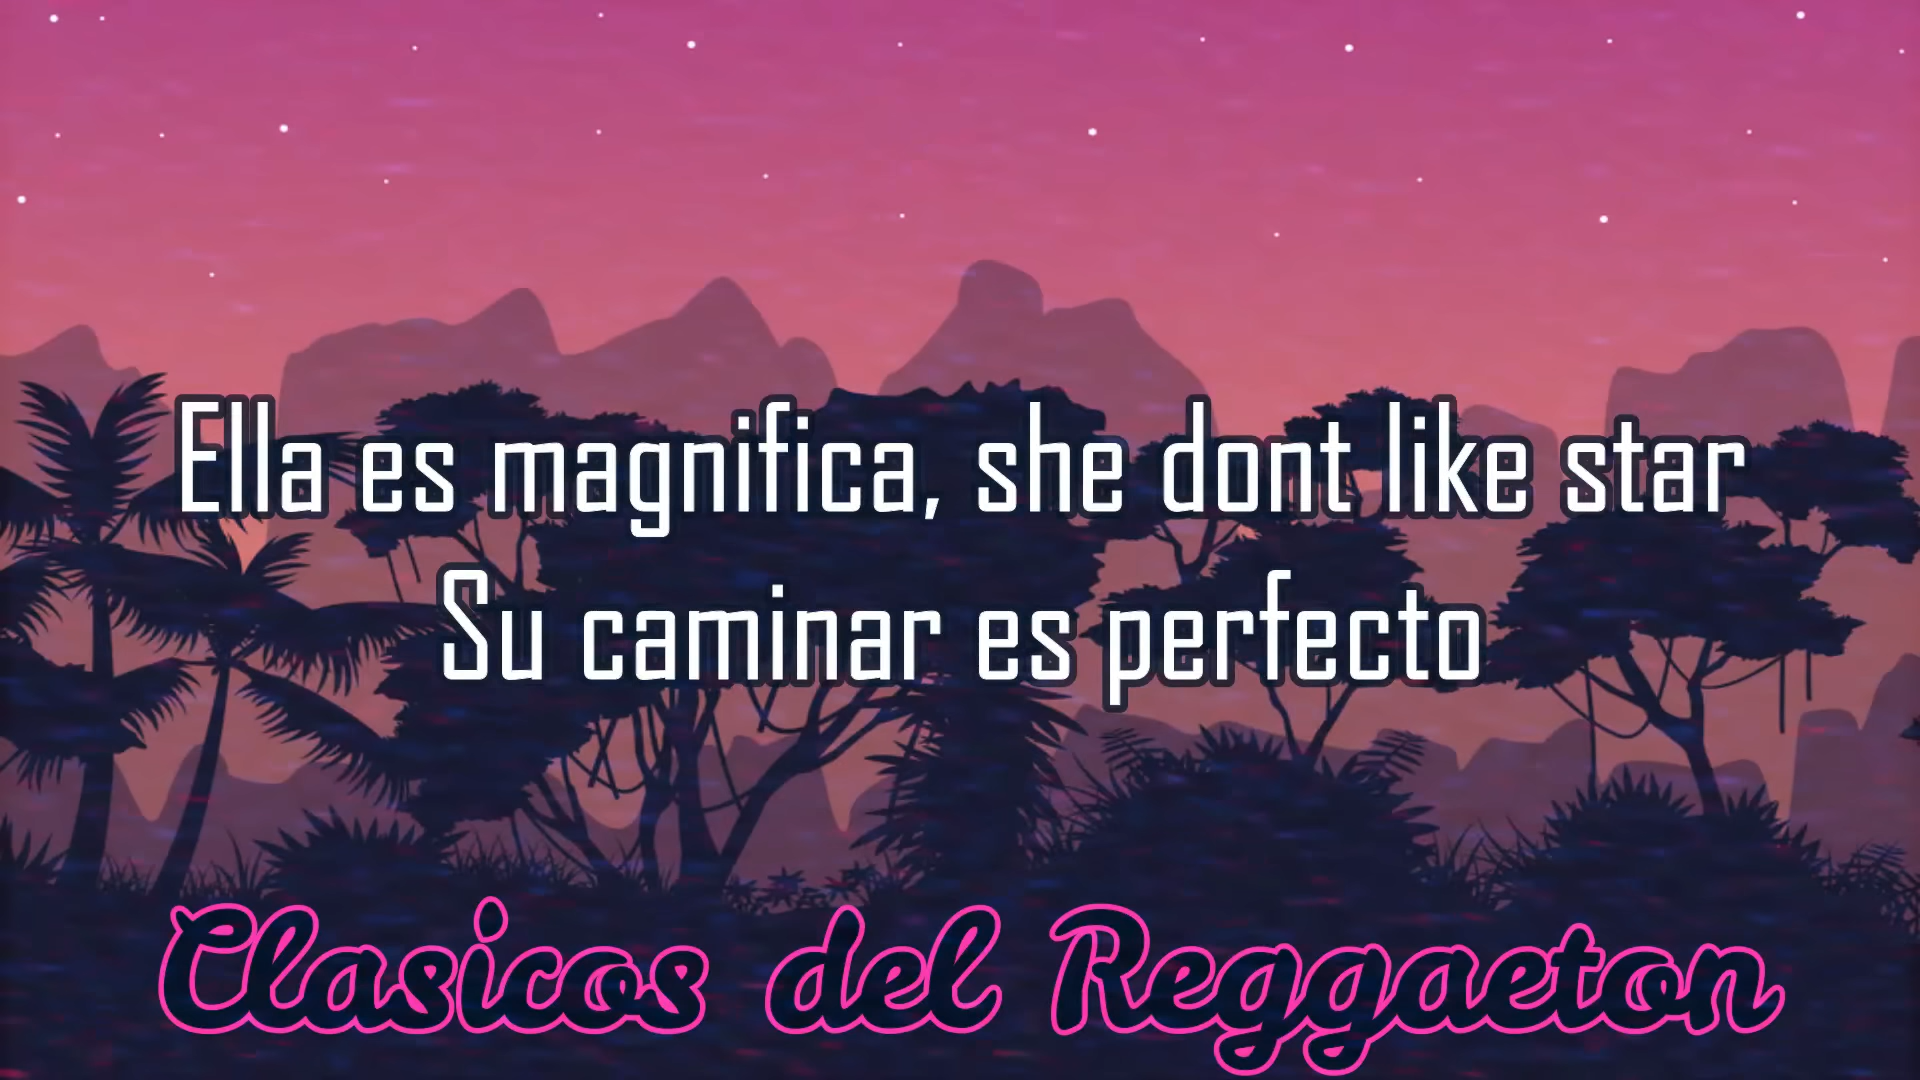 Ella es magnifica, she dont like star
Su caminar es perfecto
Clasicos del Reggaeton